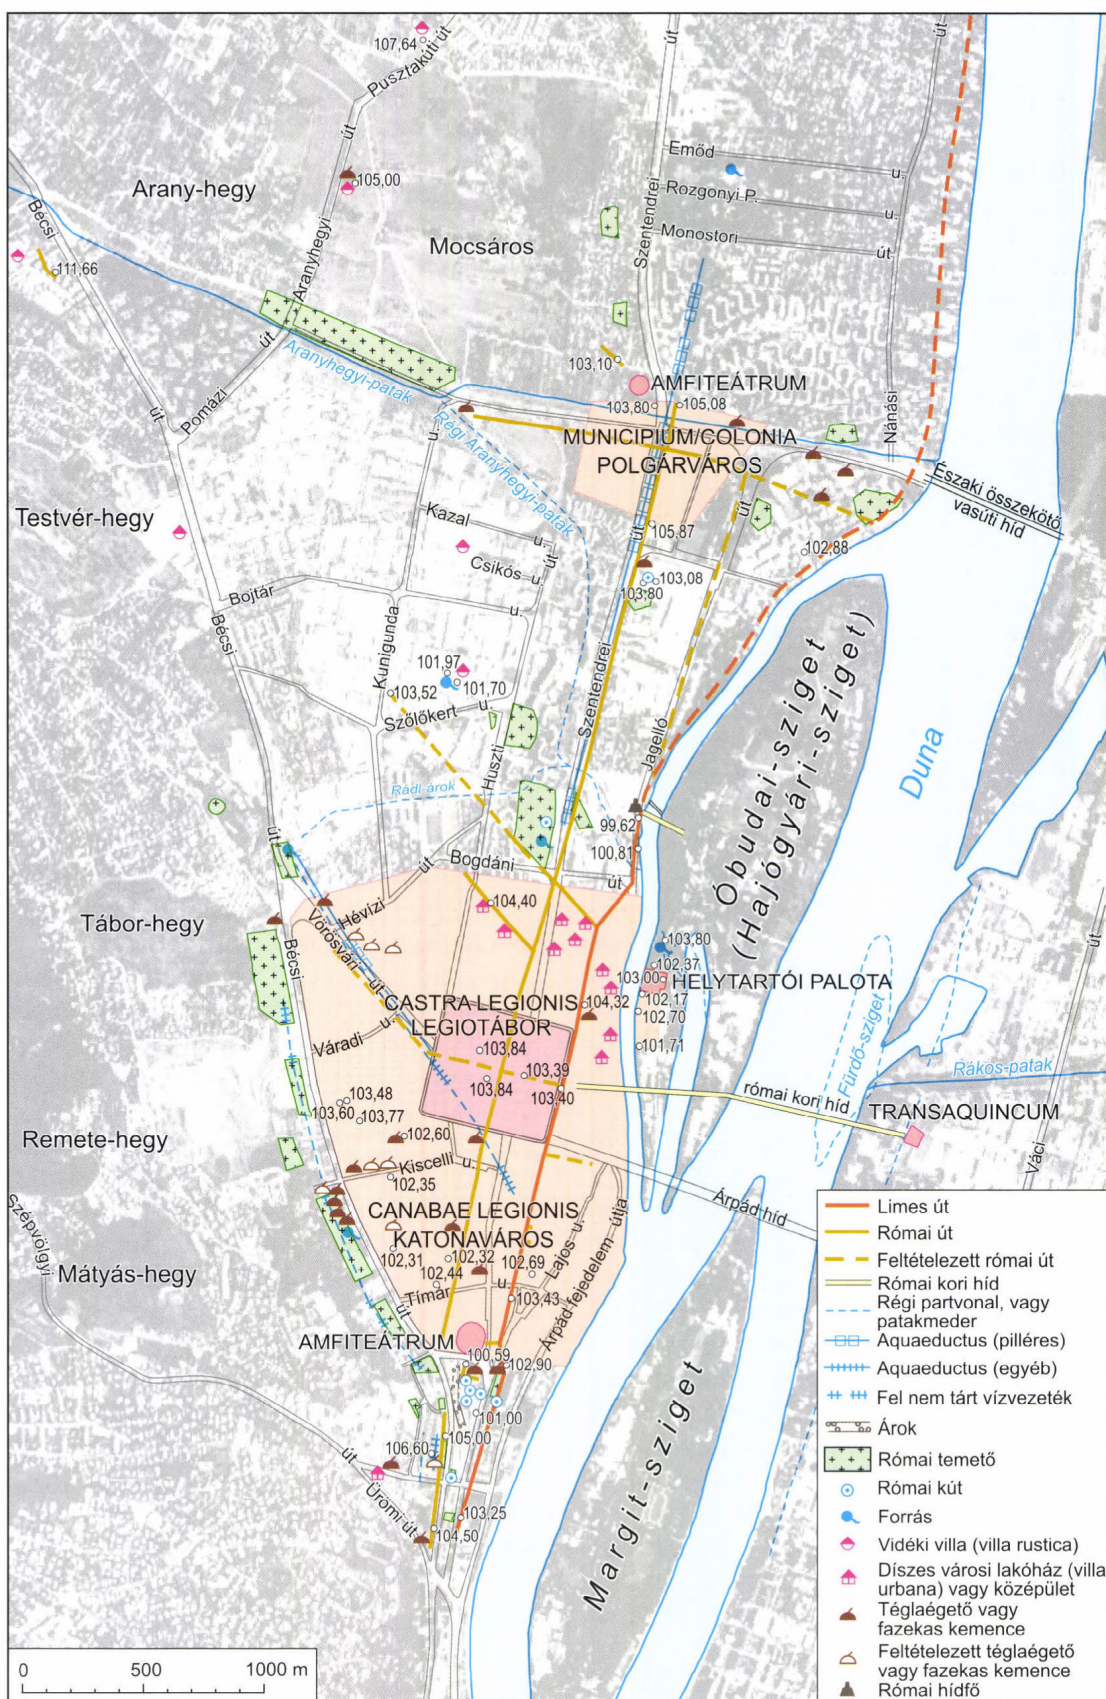 107,64
Pusztakúti út
út
út
Emőd
u.
Rozgonyi P.
u.
Monostori
út.
Arany-hegy
105,00
út
Mocsáros
Szentendrei
Bécsi
111,66
Aranyhegyi
út
Pomázi
út
Aranyhegyi-patak
103,10
AMFITEÁTRUM
103,80
105,08
Nánási
u.
Régi Aranyhegyi-patak
MUNICIPIUM/COLONIA
POLGÁRVÁROS
Északi összekötő
vasúti híd
Testvér-hegy
Kazal
u.
Csikós
u.
út
út
105,87
út
102,88
103,08
103,80
Bojtár
u.
Bécsi
Kunigunda
101,97
101,70
103,52
Szőlőkert
u.
Huszti
Szentendrei
Jagelló
Óbudai-sziget
(Hajógyári-sziget)
Duna
Rádl-árok
99,62
100,81
út
út
Bogdáni
út
Tábor-hegy
Hévízi
104,40
Vörösvári
út
Bécsi
103,80
102,37
103,00
HELYTARTÓI PALOTA
102,17
102,70
101,71
CASTRA LEGIONIS
LEGIOTÁBOR
104,32
Váradi
u.
103,84
103,39
103,84
103,40
Fürdő-sziget
Rákos-patak
római kori híd
TRANSAQUINCUM
út
Váci
103,48
103,60
103,77
102,60
Remete-hegy
Kiscelli
u.
102,35
Árpád híd
Szépvölgyi
CANABAE LEGIONIS
KATONAVÁROS
102,31
102,32
102,69
102,44
Lajos u.
Árpád fejedelem útja
Mátyás-hegy
Tímár
u.
103,43
út
AMFITEÁTRUM
100,59
102,90
101,00
105,00
106,60
út
Ürömi út
103,25
104,50
Margit-sziget
Limes út
Római út
Feltételezett római út
Római kori híd
Régi partvonal, vagy
patakmeder
Aquaeductus (pilléres)
Aquaeductus (egyéb)
Fel nem tárt vízvezeték
Árok
Római temető
Római kút
Forrás
Vidéki villa (villa rustica)
Díszes városi lakóház (villa
urbana) vagy középület
Téglaégető vagy
fazekas kemence
Feltételezett téglaégető
vagy fazekas kemence
Római hídfő
0 500 1000 m